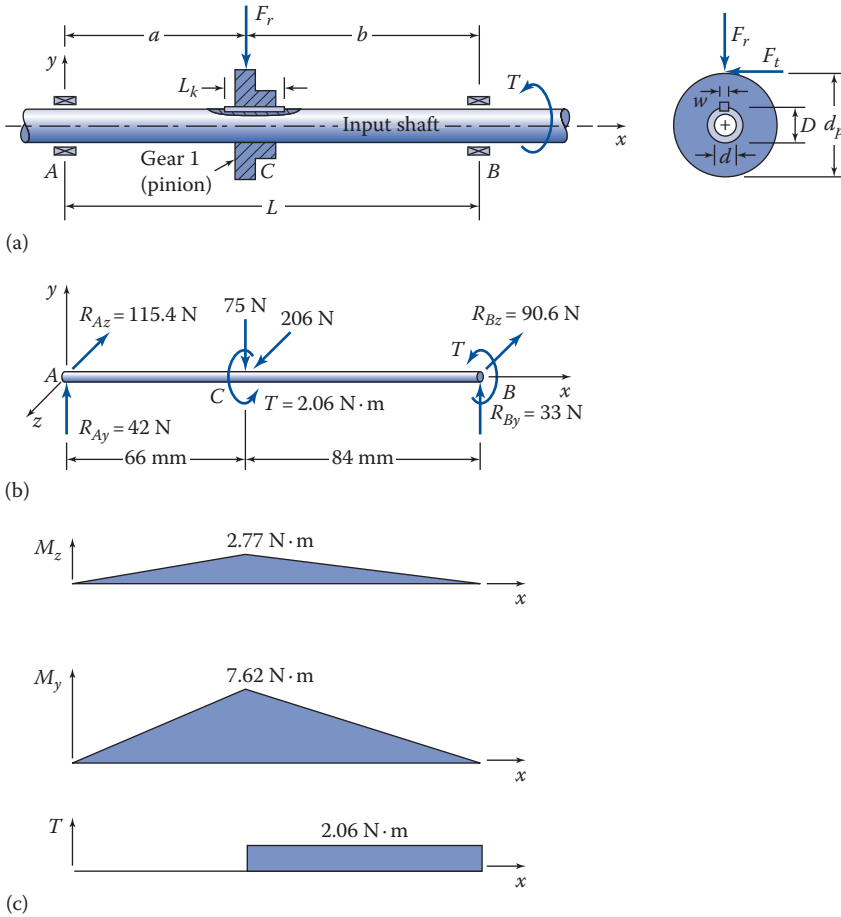 F_r
a
b
y
L_k
T
Input shaft
x
Gear 1
(pinion)
A
C
B
L
F_r
F_t
w
D
d
d_p
(a)
y
R_Az = 115.4 N
75 N
206 N
R_Bz = 90.6 N
T
A
C
B
x
T = 2.06 N·m
z
R_Ay = 42 N
R_By = 33 N
66 mm
84 mm
(b)
M_z
2.77 N·m
x
M_y
7.62 N·m
x
T
2.06 N·m
x
(c)